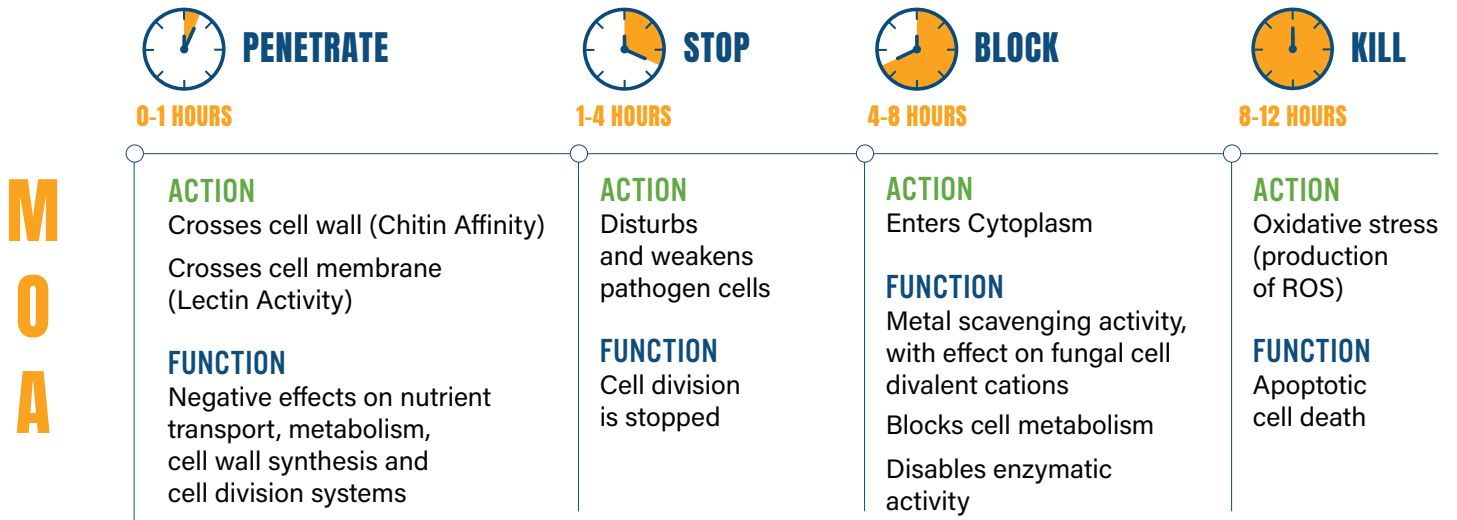 PENETRATE
0-1 HOURS
STOP
1-4 HOURS
BLOCK
4-8 HOURS
KILL
8-12 HOURS
M
O
A
ACTION
Crosses cell wall (Chitin Affinity)
Crosses cell membrane
(Lectin Activity)
FUNCTION
Negative effects on nutrient
transport, metabolism,
cell wall synthesis and
cell division systems
ACTION
Disturbs
and weakens
pathogen cells
FUNCTION
Cell division
is stopped
ACTION
Enters Cytoplasm
FUNCTION
Metal scavenging activity,
with effect on fungal cell
divalent cations
Blocks cell metabolism
Disables enzymatic
activity
ACTION
Oxidative stress
(production
of ROS)
FUNCTION
Apoptotic
cell death